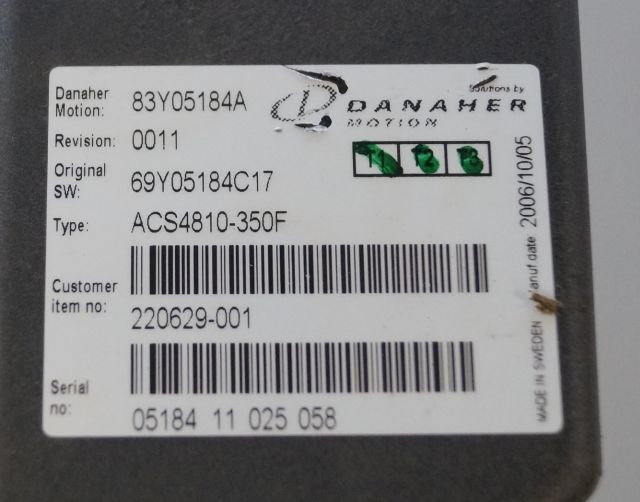 Danaher Motion: 83Y05184A
Solutions by
DANAHER
MOTION
Revision: 0011
T1 T2 T3
Original SW: 69Y05184C17
Type: ACS4810-350F
Customer item no: 220629-001
Serial no: 05184 11 025 058
MADE IN SWEDEN Manuf date 2006/10/05